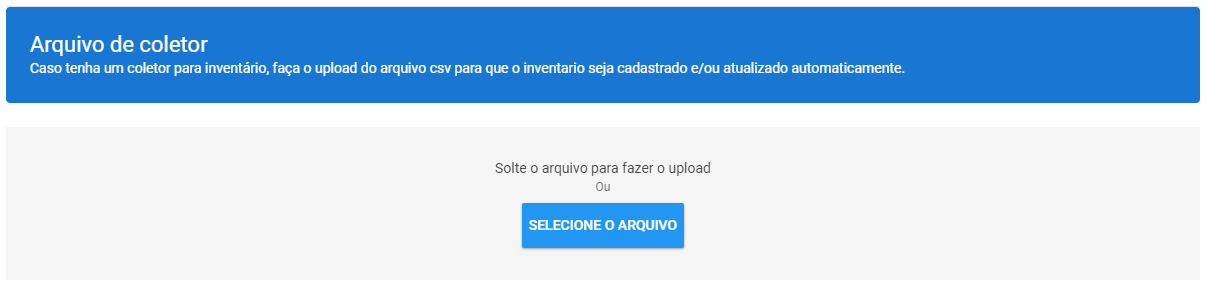 Arquivo de coletor
Caso tenha um coletor para inventário, faça o upload do arquivo csv para que o inventario seja cadastrado e/ou atualizado automaticamente.
Solte o arquivo para fazer o upload
Ou
SELECIONE O ARQUIVO